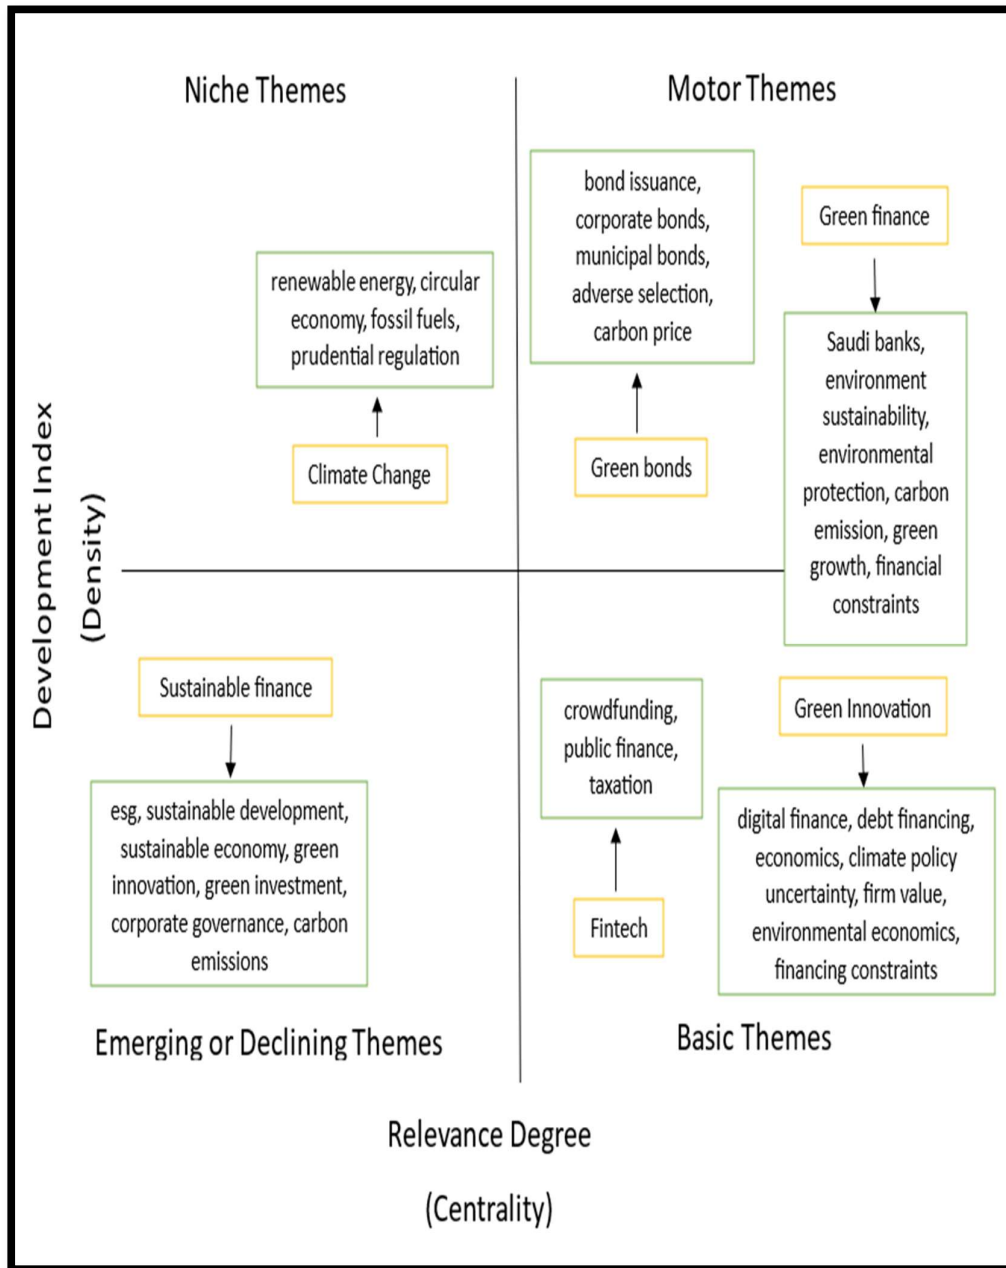 Niche Themes
Motor Themes
bond issuance,
corporate bonds,
municipal bonds,
adverse selection,
carbon price
Green finance
renewable energy, circular
economy, fossil fuels,
prudential regulation
Saudi banks,
environment
sustainability,
environmental
protection, carbon
emission, green
growth, financial
constraints
Climate Change
Green bonds
Development Index
(Density)
Sustainable finance
esg, sustainable development,
sustainable economy, green
innovation, green investment,
corporate governance, carbon
emissions
crowdfunding,
public finance,
taxation
Fintech
Green Innovation
digital finance, debt financing,
economics, climate policy
uncertainty, firm value,
environmental economics,
financing constraints
Emerging or Declining Themes
Basic Themes
Relevance Degree
(Centrality)